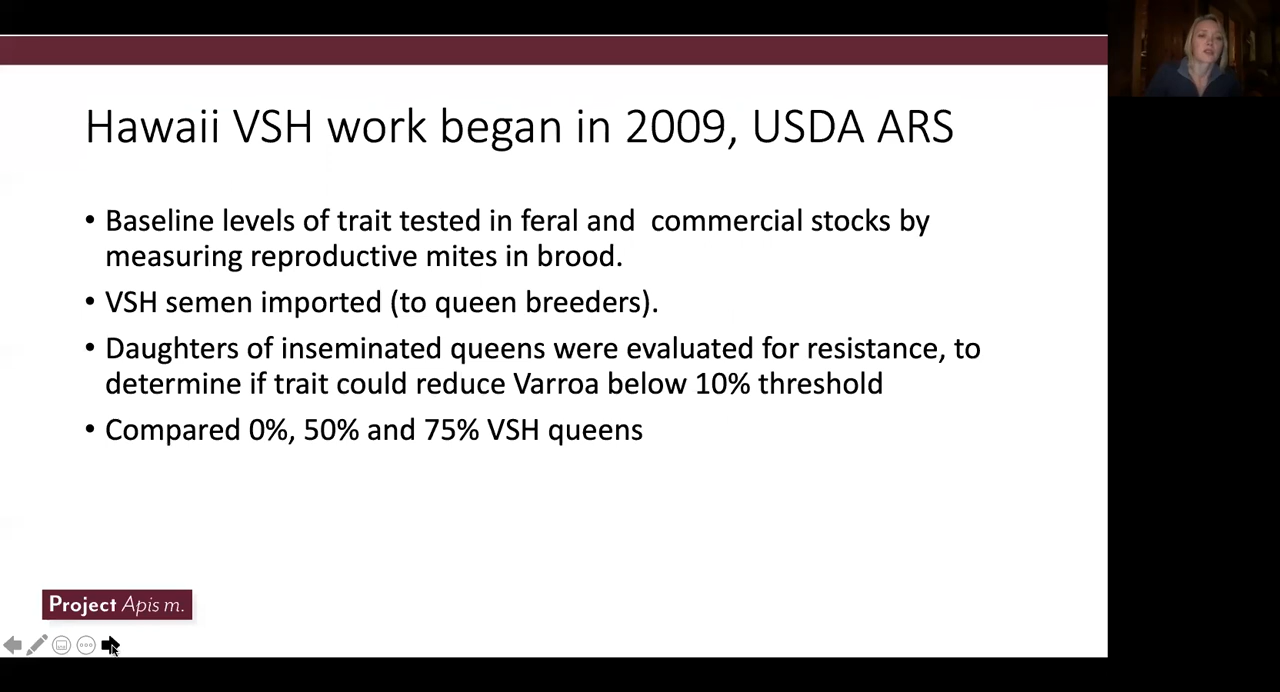 Hawaii VSH work began in 2009, USDA ARS
• Baseline levels of trait tested in feral and  commercial stocks by
measuring reproductive mites in brood.
• VSH semen imported (to queen breeders).
• Daughters of inseminated queens were evaluated for resistance, to
determine if trait could reduce Varroa below 10% threshold
• Compared 0%, 50% and 75% VSH queens
Project Apis m.